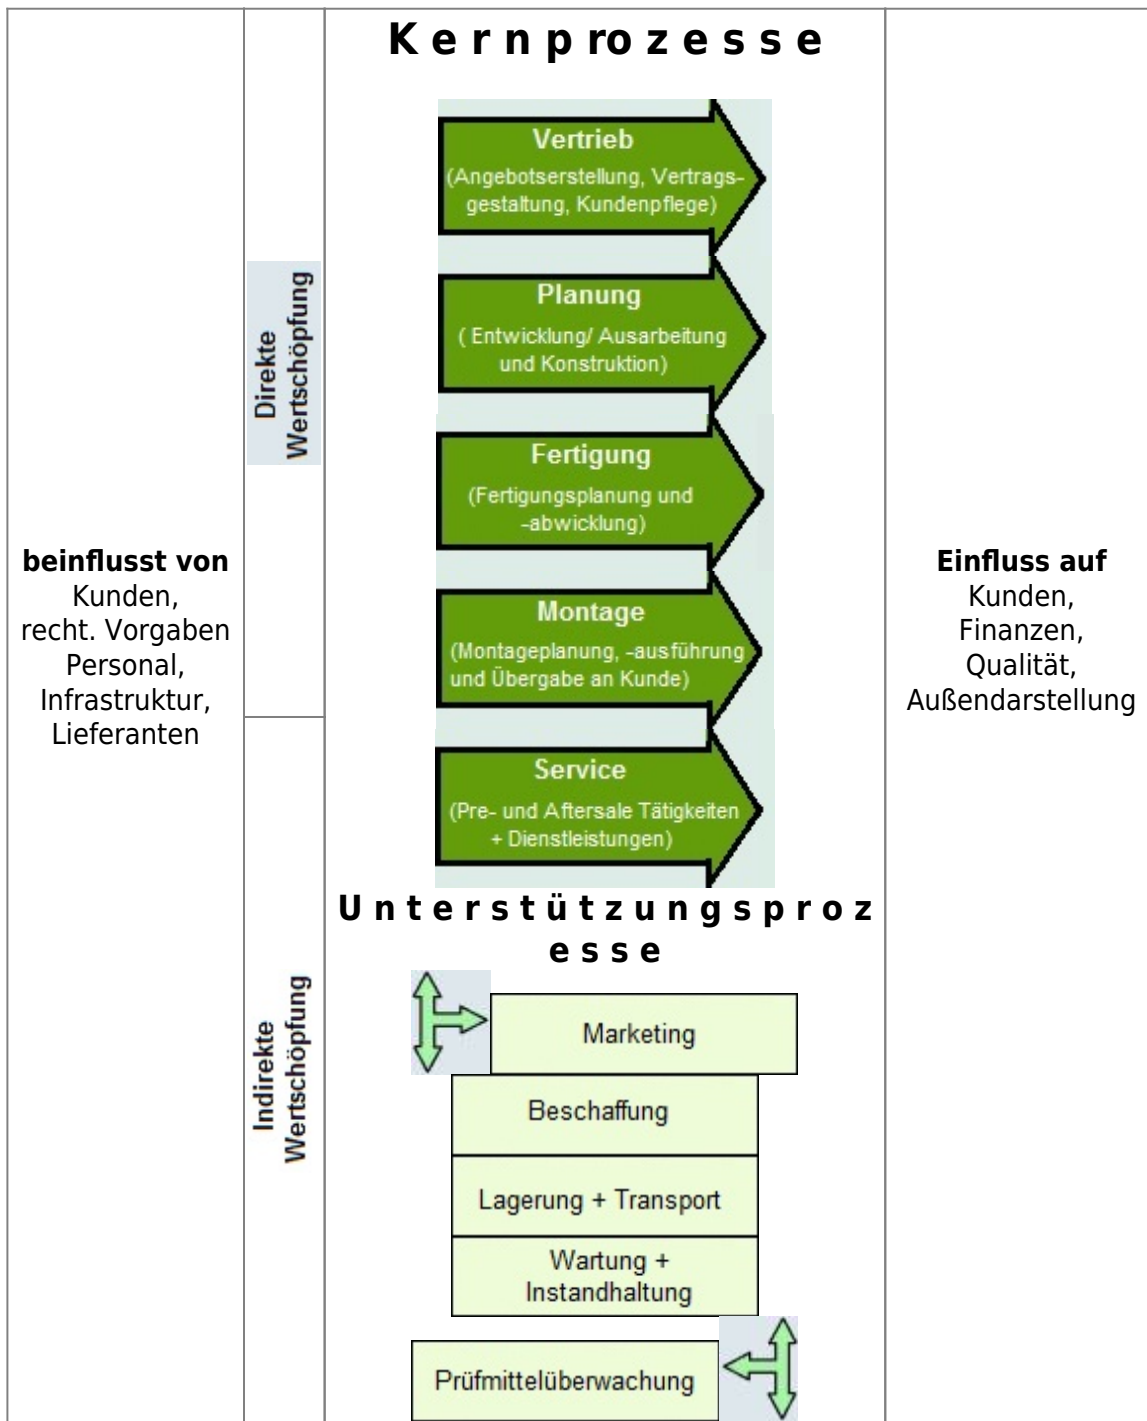 beinflusst von
Kunden,
recht. Vorgaben
Personal,
Infrastruktur,
Lieferanten
Direkte
Wertschöpfung
Indirekte
Wertschöpfung
K e r n p r o z e s s e
Vertrieb
(Angebotserstellung, Vertrags-
gestaltung, Kundenpflege)
Planung
( Entwicklung/ Ausarbeitung
und Konstruktion)
Fertigung
(Fertigungsplanung und
-abwicklung)
Montage
(Montageplanung, -ausführung
und Übergabe an Kunde)
Service
(Pre- und Aftersale Tätigkeiten
+ Dienstleistungen)
U n t e r s t ü t z u n g s p r o z
e s s e
Marketing
Beschaffung
Lagerung + Transport
Wartung +
Instandhaltung
Prüfmittelüberwachung
Einfluss auf
Kunden,
Finanzen,
Qualität,
Außendarstellung